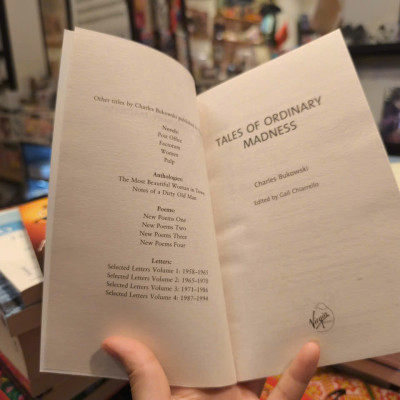 Other titles by Charles Bukowski published
Novels:
Post Office
Factotum
Women
Pulp
Anthologies:
The Most Beautiful Woman in Town
Notes of a Dirty Old Man
Poems:
New Poems One
New Poems Two
New Poems Three
New Poems Four
Letters:
Selected Letters Volume 1: 1958–1965
Selected Letters Volume 2: 1965–1970
Selected Letters Volume 3: 1971–1986
Selected Letters Volume 4: 1987–1994
TALES OF ORDINARY
MADNESS
Charles Bukowski
Edited by Gail Chiarrello
Virgin